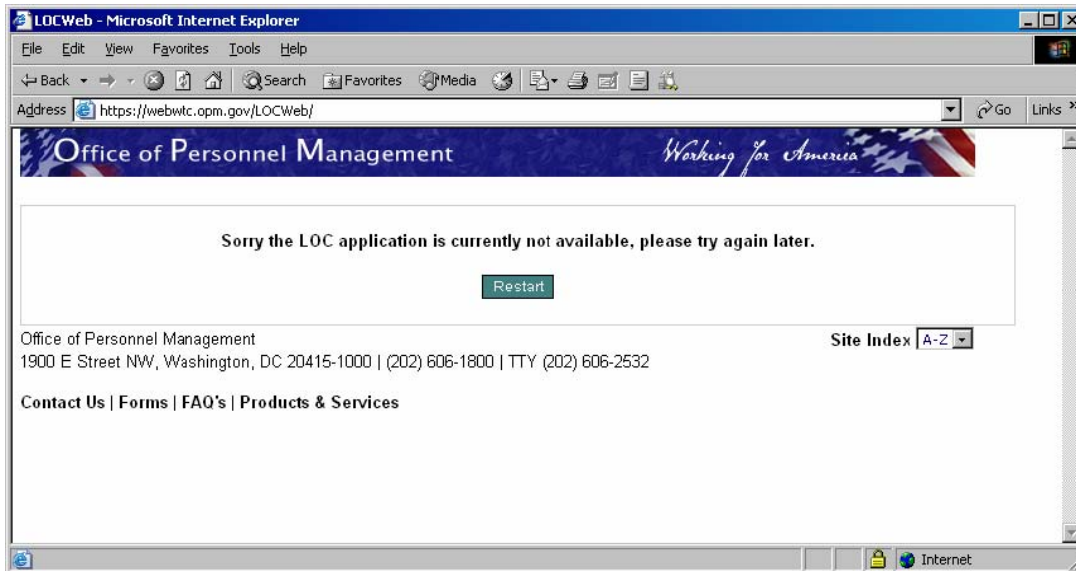 LOCWeb - Microsoft Internet Explorer
File Edit View Favorites Tools Help
Back Search Favorites Media
Address https://webwtc.opm.gov/LOCWeb/ Go Links »
Office of Personnel Management Working for America
Sorry the LOC application is currently not available, please try again later.
Restart
Office of Personnel Management Site Index A-Z
1900 E Street NW, Washington, DC 20415-1000 | (202) 606-1800 | TTY (202) 606-2532
Contact Us | Forms | FAQ's | Products & Services
Internet